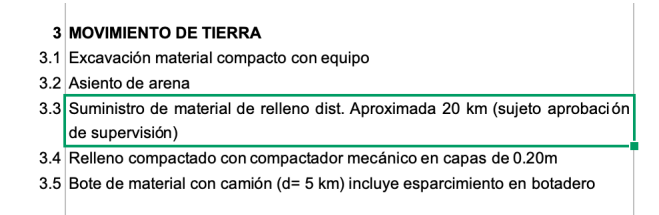 3 MOVIMIENTO DE TIERRA
3.1 Excavación material compacto con equipo
3.2 Asiento de arena
3.3 Suministro de material de relleno dist. Aproximada 20 km (sujeto aprobación
de supervisión)
3.4 Relleno compactado con compactador mecánico en capas de 0.20m
3.5 Bote de material con camión (d= 5 km) incluye esparcimiento en botadero